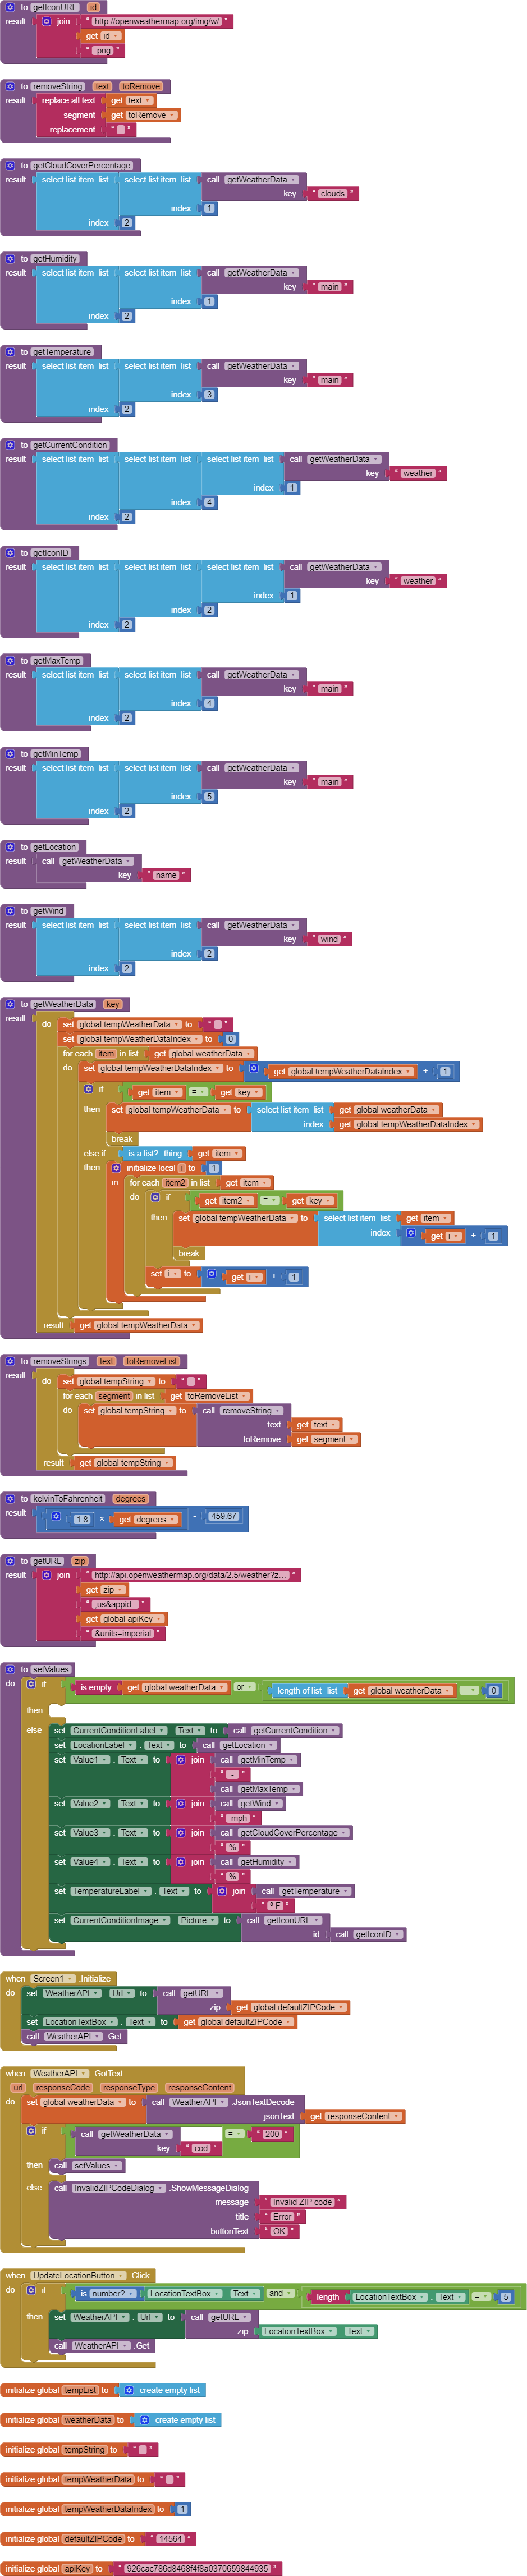 to getIconURL id
result join " http://openweathermap.org/img/w/ "
get id
" .png "
to removeString text toRemove
result replace all text get text
segment get toRemove
replacement " "
to getCloudCoverPercentage
result select list item list select list item list call getWeatherData
key " clouds "
index 1
index 2
to getHumidity
result select list item list select list item list call getWeatherData
key " main "
index 1
index 2
to getTemperature
result select list item list select list item list call getWeatherData
key " main "
index 3
index 2
to getCurrentCondition
result select list item list select list item list select list item list call getWeatherData
key " weather "
index 1
index 4
index 2
to getIconID
result select list item list select list item list select list item list call getWeatherData
key " weather "
index 1
index 2
index 2
to getMaxTemp
result select list item list select list item list call getWeatherData
key " main "
index 4
index 2
to getMinTemp
result select list item list select list item list call getWeatherData
key " main "
index 5
index 2
to getLocation
result call getWeatherData
key " name "
to getWind
result select list item list select list item list call getWeatherData
key " wind "
index 2
index 2
to getWeatherData key
result do set global tempWeatherData to " "
set global tempWeatherDataIndex to 0
for each item in list get global weatherData
do set global tempWeatherDataIndex to get global tempWeatherDataIndex + 1
if get item = get key
then set global tempWeatherData to select list item list get global weatherData
index get global tempWeatherDataIndex
break
else if is a list? thing get item
then initialize local i to 1
in for each item2 in list get item
do if get item2 = get key
then set global tempWeatherData to select list item list get item
index get i + 1
break
set i to get i + 1
result get global tempWeatherData
to removeStrings text toRemoveList
result do set global tempString to " "
for each segment in list get toRemoveList
do set global tempString to call removeString
text get text
toRemove get segment
result get global tempString
to kelvinToFahrenheit degrees
result 1.8 × get degrees - 459.67
to getURL zip
result join " http://api.openweathermap.org/data/2.5/weather?z... "
get zip
" .us&appid= "
get global apiKey
" &units=imperial "
to setValues
do if is empty get global weatherData or length of list list get global weatherData = 0
then
else set CurrentConditionLabel . Text to call getCurrentCondition
set LocationLabel . Text to call getLocation
set Value1 . Text to join call getMinTemp
" - "
call getMaxTemp
set Value2 . Text to join call getWind
" mph "
set Value3 . Text to join call getCloudCoverPercentage
" % "
set Value4 . Text to join call getHumidity
" % "
set TemperatureLabel . Text to join call getTemperature
" º F "
set CurrentConditionImage . Picture to call getIconURL
id call getIconID
when Screen1 .Initialize
do set WeatherAPI . Url to call getURL
zip get global defaultZIPCode
set LocationTextBox . Text to get global defaultZIPCode
call WeatherAPI .Get
when WeatherAPI .GotText
url responseCode responseType responseContent
do set global weatherData to call WeatherAPI .JsonTextDecode
jsonText get responseContent
if call getWeatherData = " 200 "
key " cod "
then call setValues
else call InvalidZIPCodeDialog .ShowMessageDialog
message " Invalid ZIP code "
title " Error "
buttonText " OK "
when UpdateLocationButton .Click
do if is number? LocationTextBox . Text and length LocationTextBox . Text = 5
then set WeatherAPI . Url to call getURL
zip LocationTextBox . Text
call WeatherAPI .Get
initialize global tempList to create empty list
initialize global weatherData to create empty list
initialize global tempString to " "
initialize global tempWeatherData to " "
initialize global tempWeatherDataIndex to 1
initialize global defaultZIPCode to " 14564 "
initialize global apiKey to " 926cac786d8468f4f8a0370659844935 "